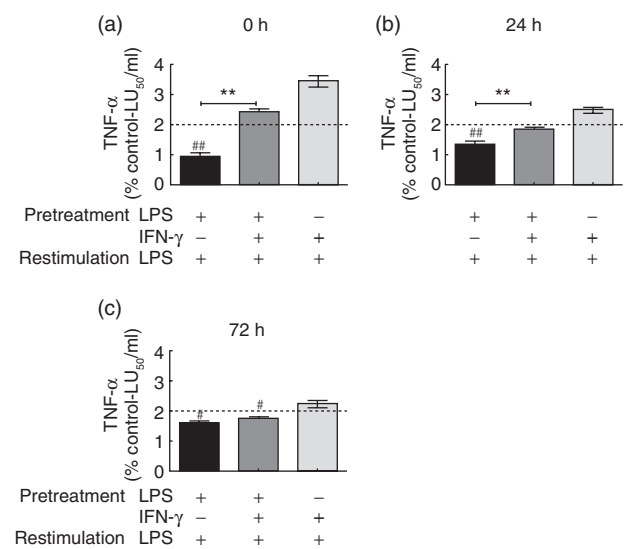 (a) 0 h
TNF-α
(% control-LU50/ml)
4
3
2
1
0
**
##
Pretreatment LPS + + −
IFN-γ − + +
Restimulation LPS + + +
(b) 24 h
TNF-α
(% control-LU50/ml)
4
3
2
1
0
**
##
+ + −
− + +
+ + +
(c) 72 h
TNF-α
(% control-LU50/ml)
4
3
2
1
0
# #
Pretreatment LPS + + −
IFN-γ − + +
Restimulation LPS + + +